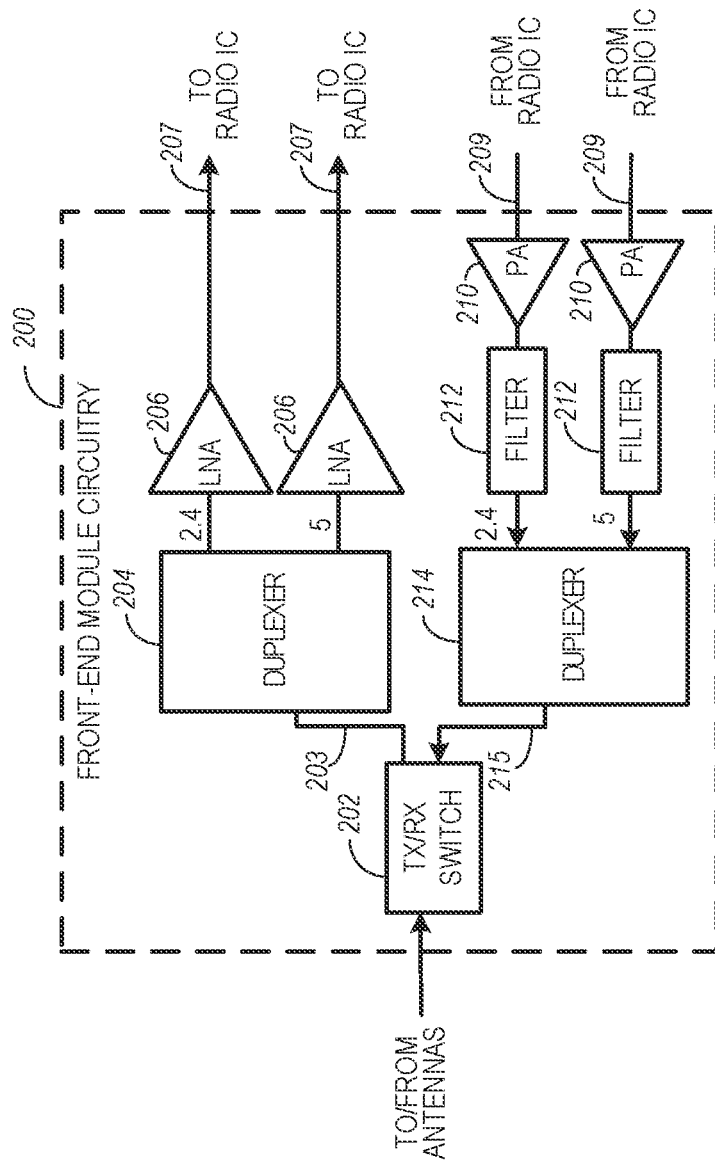 200
FRONT-END MODULE CIRCUITRY
TO/FROM
ANTENNAS
202
TX/RX
SWITCH
203
204
DUPLEXER
2.4
5
206
LNA
206
LNA
207
TO
RADIO IC
207
TO
RADIO IC
215
214
DUPLEXER
2.4
5
212
FILTER
212
FILTER
210
PA
210
PA
209
FROM
RADIO IC
209
FROM
RADIO IC